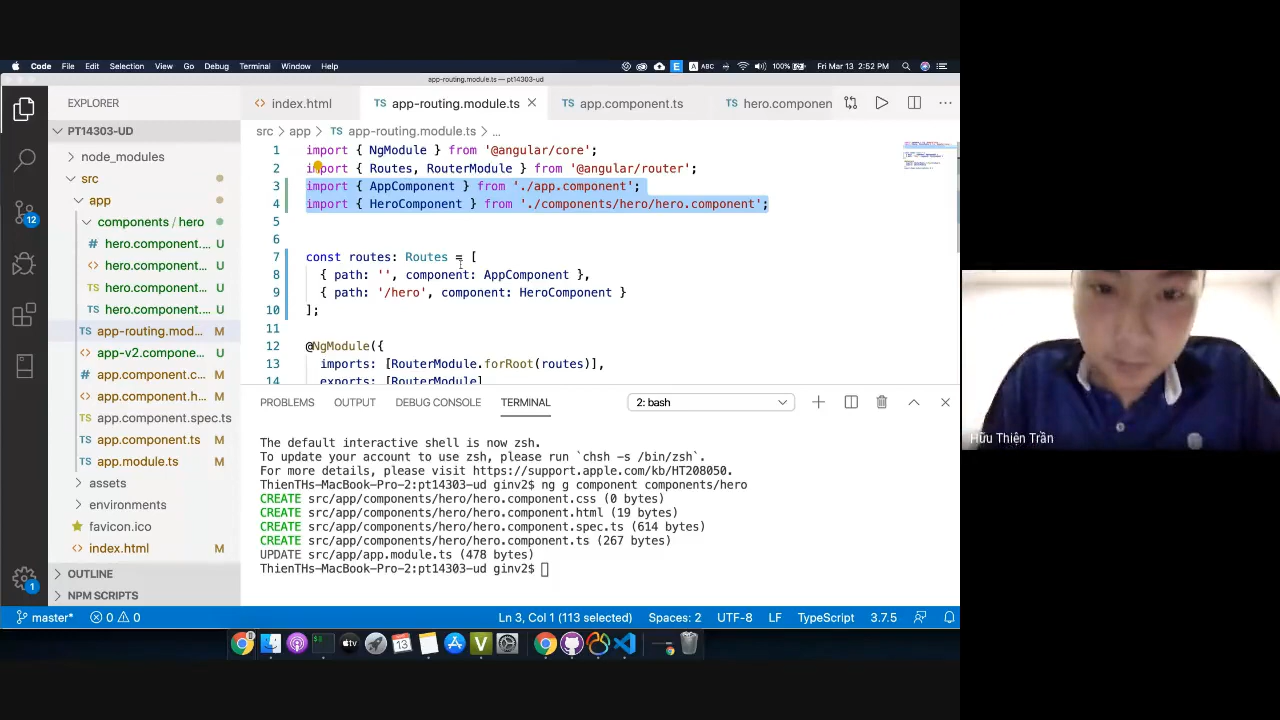 Code File Edit Selection View Go Debug Terminal Window Help
A ABC 100% Fri Mar 13 2:52 PM
app-routing.module.ts — pt14303-ud
EXPLORER
PT14303-UD
node_modules
src
app
components / hero
hero.component.... U
hero.component.... U
hero.component.... U
hero.component.... U
app-routing.mod... M
app-v2.compone... U
app.component.c... M
app.component.h... M
app.component.spec.ts
app.component.ts M
app.module.ts M
assets
environments
favicon.ico
index.html M
OUTLINE
NPM SCRIPTS
12
1
index.html
TS app-routing.module.ts
TS app.component.ts
TS hero.componen
src > app > TS app-routing.module.ts > ...
1 import { NgModule } from '@angular/core';
2 import { Routes, RouterModule } from '@angular/router';
3 import { AppComponent } from './app.component';
4 import { HeroComponent } from './components/hero/hero.component';
5
6
7 const routes: Routes = [
8 { path: '', component: AppComponent },
9 { path: '/hero', component: HeroComponent }
10 ];
11
12 @NgModule({
13 imports: [RouterModule.forRoot(routes)],
14 exports: [RouterModule]
PROBLEMS OUTPUT DEBUG CONSOLE TERMINAL 2: bash
The default interactive shell is now zsh.
To update your account to use zsh, please run `chsh -s /bin/zsh`.
For more details, please visit https://support.apple.com/kb/HT208050.
ThienTHs-MacBook-Pro-2:pt14303-ud ginv2$ ng g component components/hero
CREATE src/app/components/hero/hero.component.css (0 bytes)
CREATE src/app/components/hero/hero.component.html (19 bytes)
CREATE src/app/components/hero/hero.component.spec.ts (614 bytes)
CREATE src/app/components/hero/hero.component.ts (267 bytes)
UPDATE src/app/app.module.ts (478 bytes)
ThienTHs-MacBook-Pro-2:pt14303-ud ginv2$
master* 0 0 Ln 3, Col 1 (113 selected) Spaces: 2 UTF-8 LF TypeScript 3.7.5
Hữu Thiện Trần